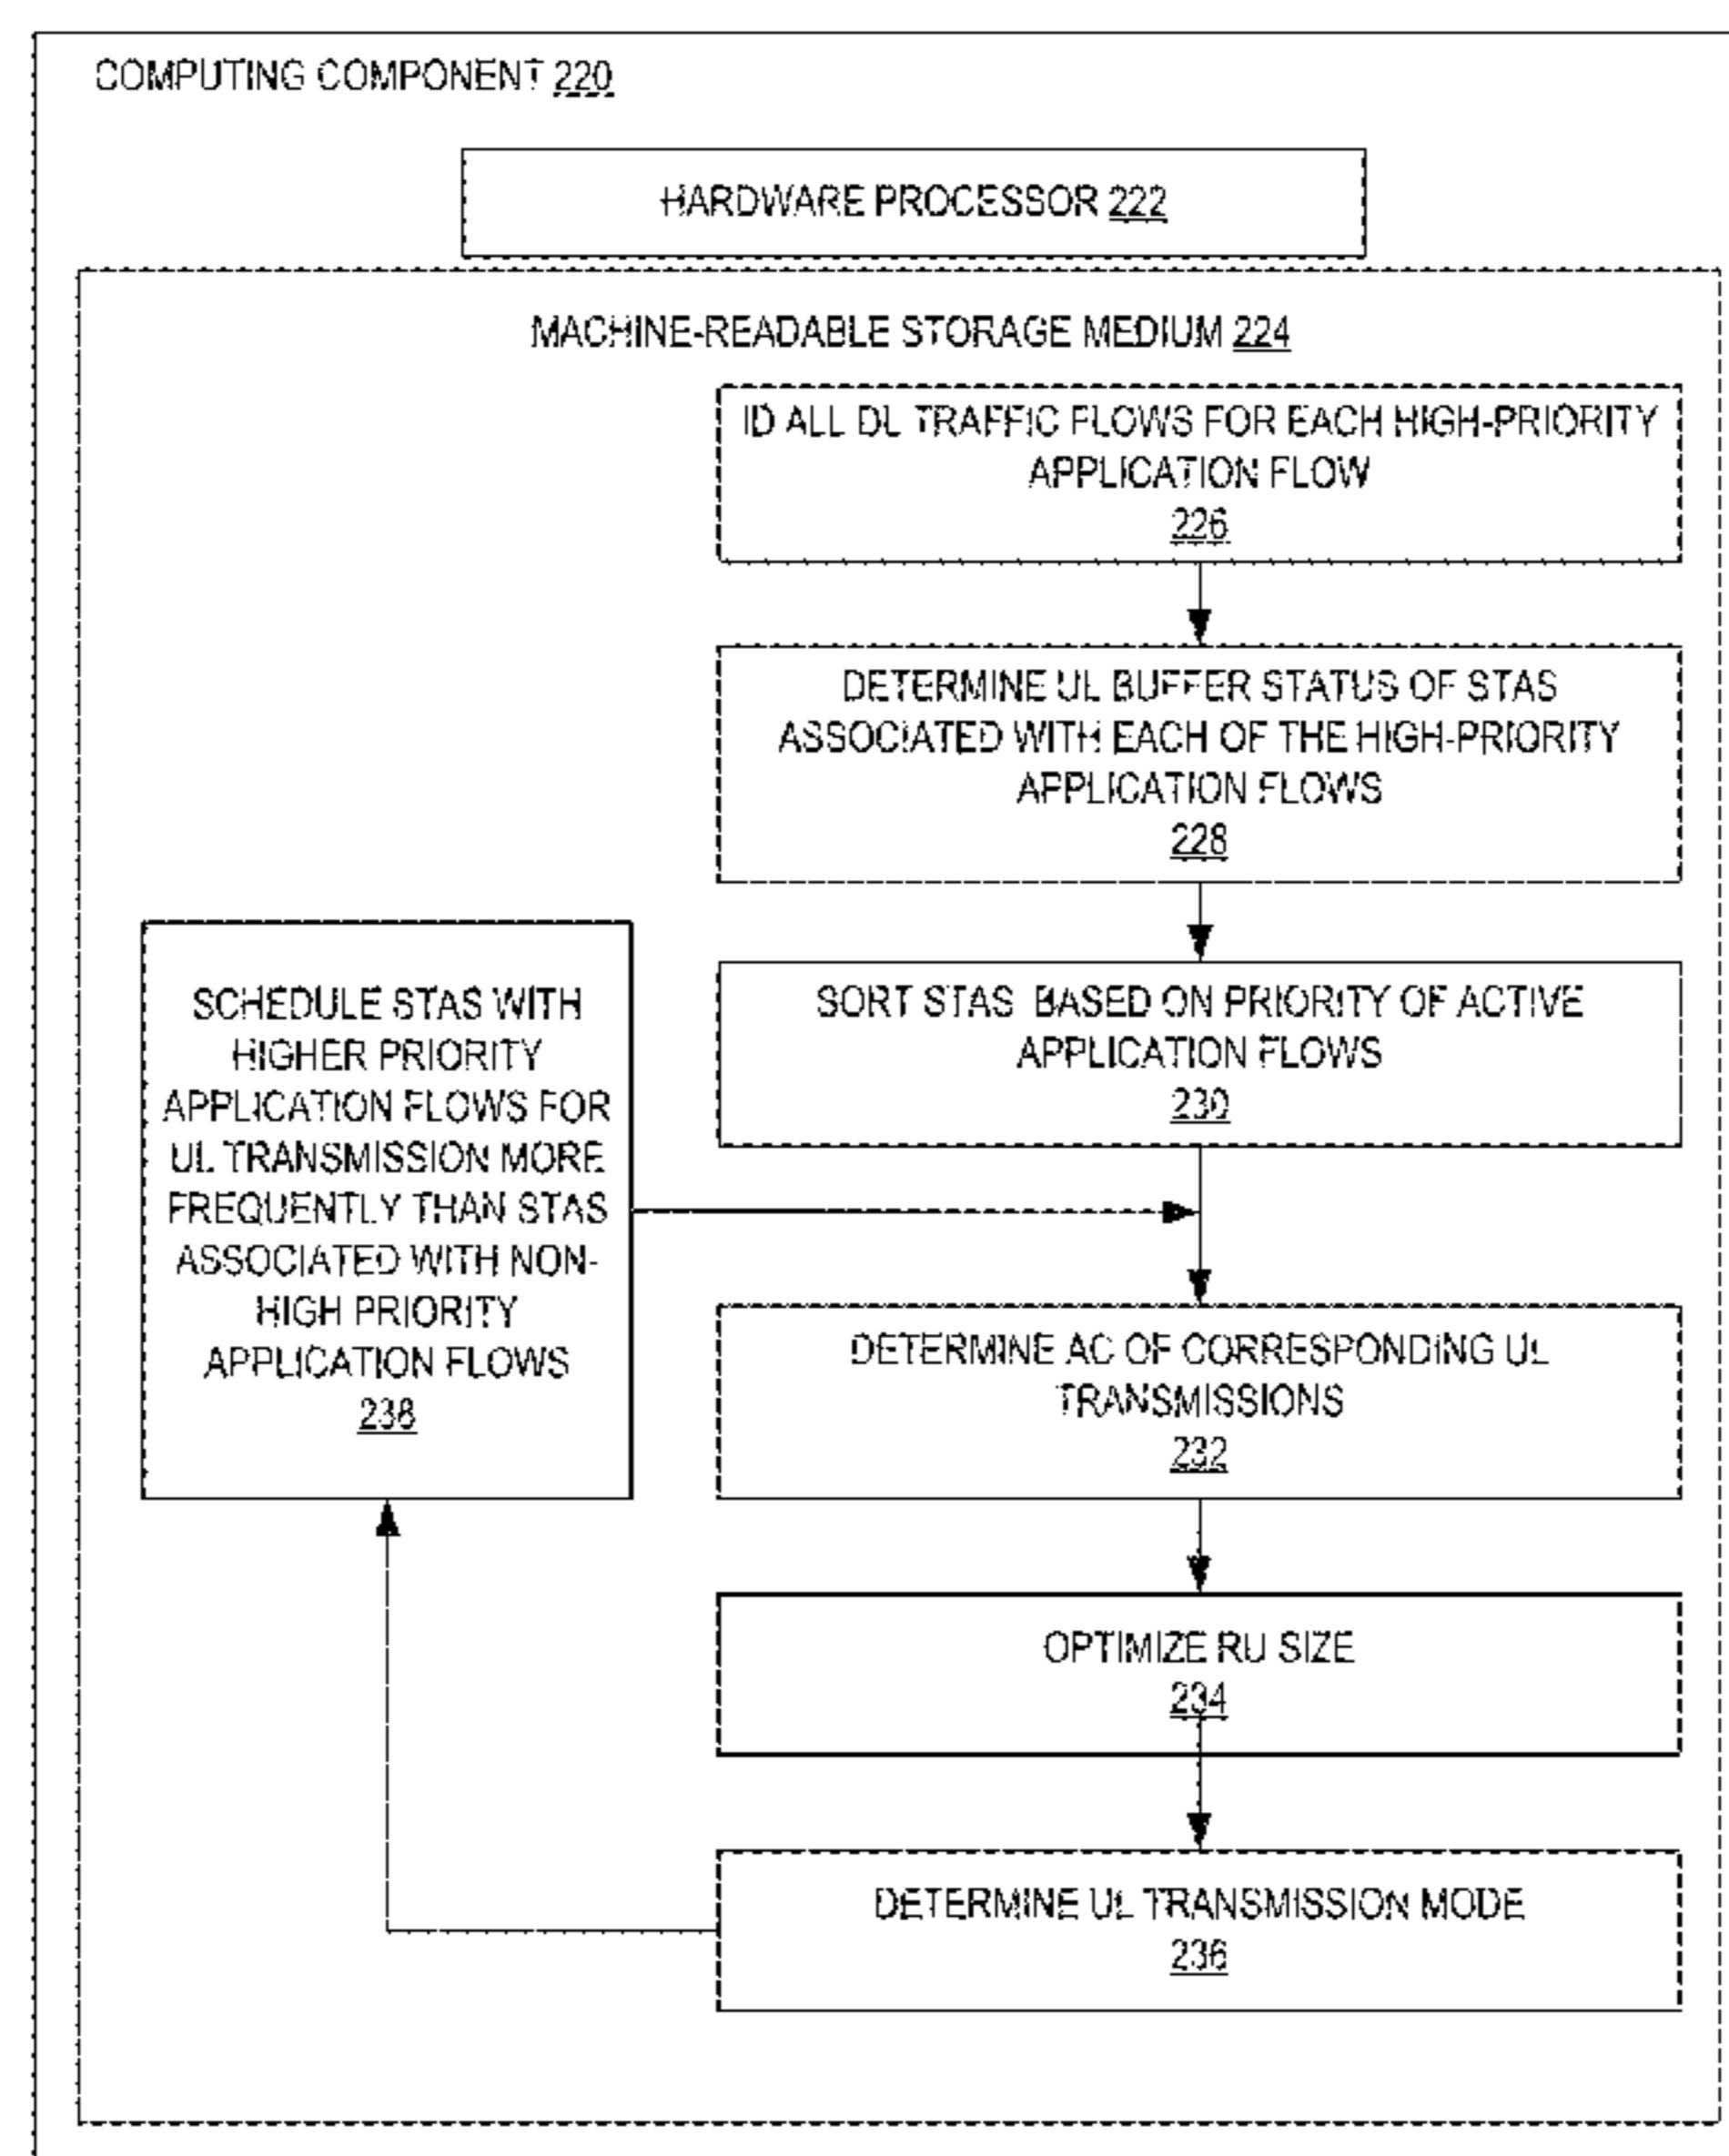 COMPUTING COMPONENT 220
HARDWARE PROCESSOR 222
MACHINE-READABLE STORAGE MEDIUM 224
ID ALL DL TRAFFIC FLOWS FOR EACH HIGH-PRIORITY
APPLICATION FLOW
226
DETERMINE UL BUFFER STATUS OF STAS
ASSOCIATED WITH EACH OF THE HIGH-PRIORITY
APPLICATION FLOWS
228
SORT STAS BASED ON PRIORITY OF ACTIVE
APPLICATION FLOWS
230
SCHEDULE STAS WITH
HIGHER PRIORITY
APPLICATION FLOWS FOR
UL TRANSMISSION MORE
FREQUENTLY THAN STAS
ASSOCIATED WITH NON-
HIGH PRIORITY
APPLICATION FLOWS
238
DETERMINE AC OF CORRESPONDING UL
TRANSMISSIONS
232
OPTIMIZE RU SIZE
234
DETERMINE UL TRANSMISSION MODE
236